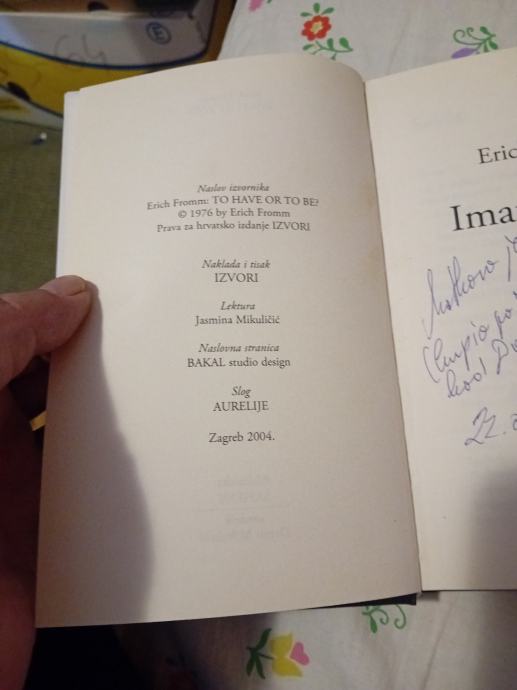 Naslov izvornika
Erich Fromm: TO HAVE OR TO BE?
© 1976 by Erich Fromm
Prava za hrvatsko izdanje IZVORI
Naklada i tisak
IZVORI
Lektura
Jasmina Mikuličić
Naslovna stranica
BAKAL studio design
Slog
AURELIJE
Zagreb 2004.
Eric
Ima
22.